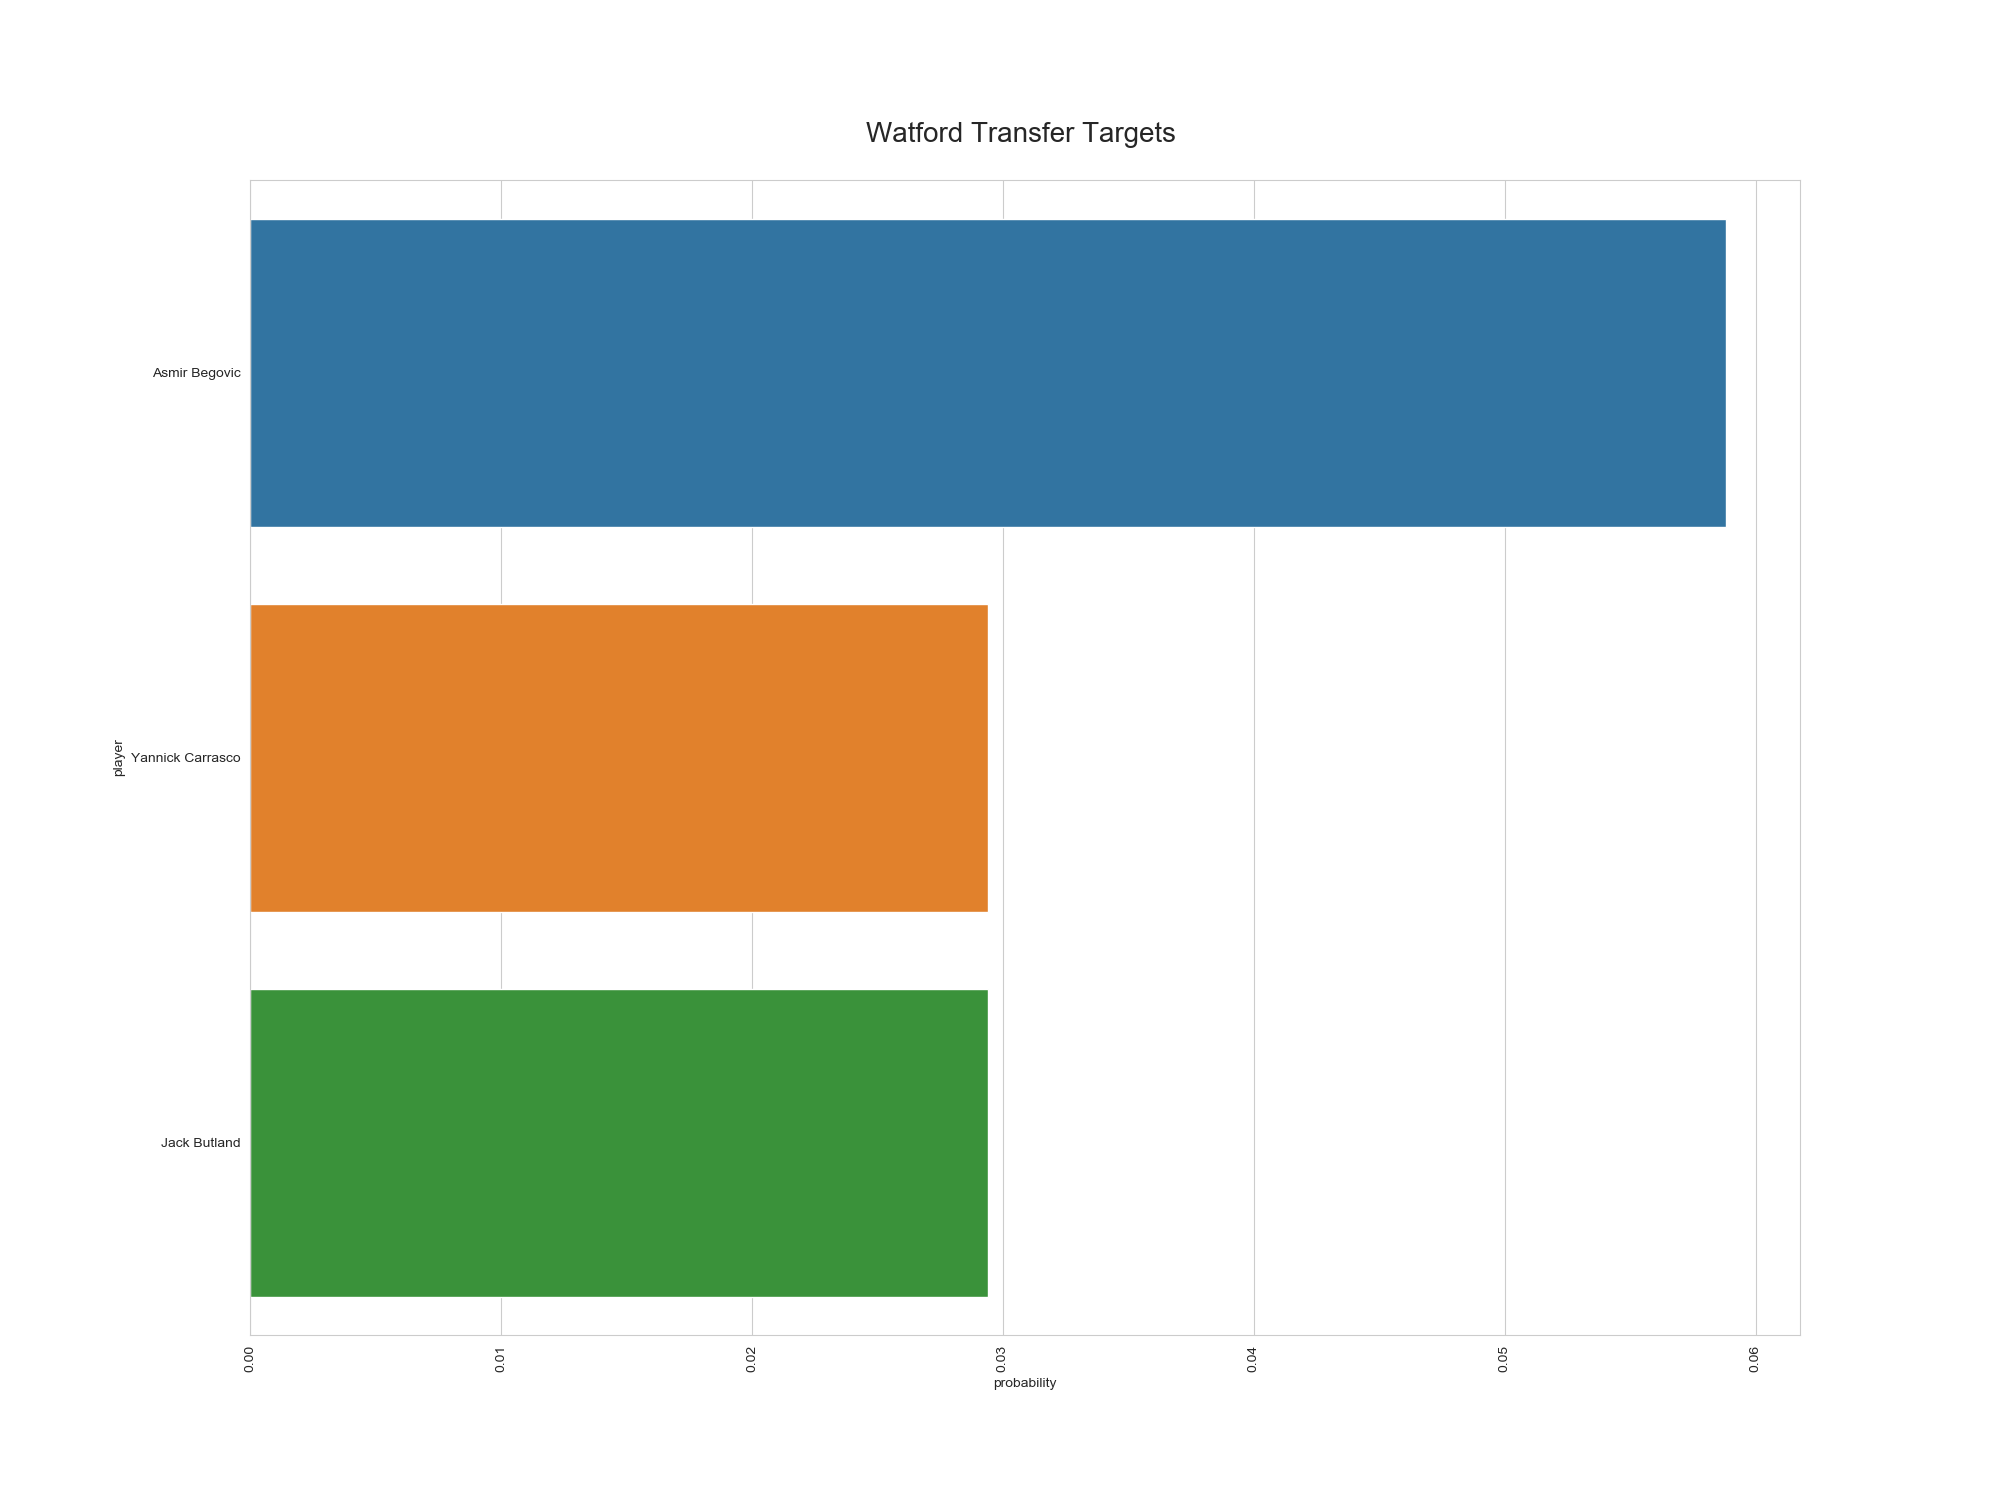 Watford Transfer Targets
Asmir Begovic
player
Yannick Carrasco
Jack Butland
0.00
0.01
0.02
0.03
0.04
0.05
0.06
probability